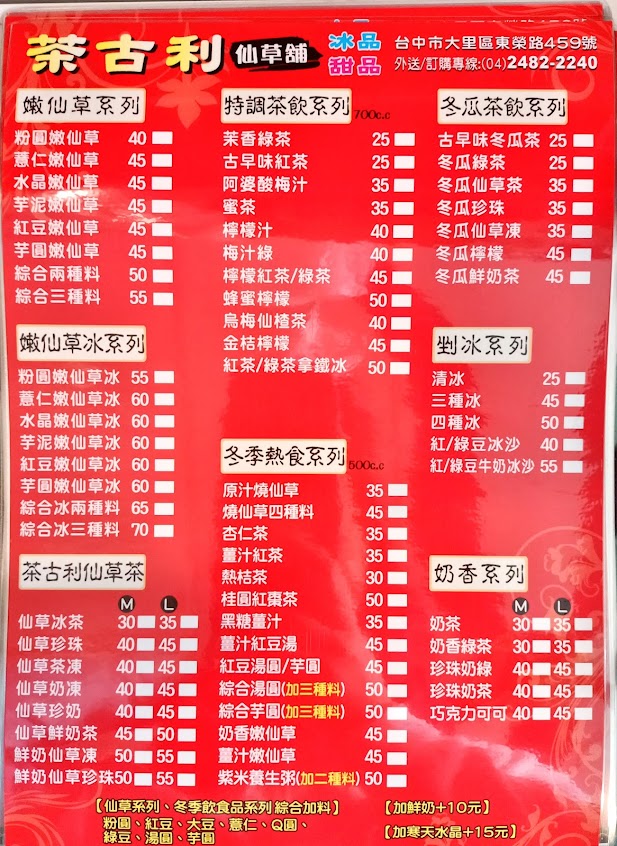 茶古利 仙草舖 冰品 甜品
台中市大里區東榮路459號
外送/訂購專線:(04)2482-2240
嫩仙草系列
粉圓嫩仙草 40
薏仁嫩仙草 45
水晶嫩仙草 45
芋泥嫩仙草 45
紅豆嫩仙草 45
芋圓嫩仙草 45
綜合兩種料 50
綜合三種料 55
嫩仙草冰系列
粉圓嫩仙草冰 55
薏仁嫩仙草冰 60
水晶嫩仙草冰 60
芋泥嫩仙草冰 60
紅豆嫩仙草冰 60
芋圓嫩仙草冰 60
綜合冰兩種料 65
綜合冰三種料 70
茶古利仙草茶
M L
仙草冰茶 30 35
仙草珍珠 40 45
仙草茶凍 40 45
仙草奶凍 40 45
仙草珍奶 40 45
仙草鮮奶茶 45 50
鮮奶仙草凍 50 55
鮮奶仙草珍珠 50 55
特調茶飲系列 700c.c
茉香綠茶 25
古早味紅茶 25
阿婆酸梅汁 35
蜜茶 35
檸檬汁 40
梅汁綠 40
檸檬紅茶/綠茶 45
蜂蜜檸檬 50
烏梅仙楂茶 40
金桔檸檬 45
紅茶/綠茶拿鐵冰 50
冬季熱食系列 500c.c
原汁燒仙草 35
燒仙草四種料 45
杏仁茶 35
薑汁紅茶 35
熱桔茶 30
桂圓紅棗茶 50
黑糖薑汁 35
薑汁紅豆湯 45
紅豆湯圓/芋圓 45
綜合湯圓(加三種料) 50
綜合芋圓(加三種料) 50
奶香嫩仙草 45
薑汁嫩仙草 45
紫米養生粥(加二種料) 50
冬瓜茶飲系列
古早味冬瓜茶 25
冬瓜綠茶 25
冬瓜仙草茶 35
冬瓜珍珠 35
冬瓜仙草凍 35
冬瓜檸檬 45
冬瓜鮮奶茶 45
剉冰系列
清冰 25
三種冰 45
四種冰 50
紅/綠豆冰沙 40
紅/綠豆牛奶冰沙 55
奶香系列
M L
奶茶 30 35
奶香綠茶 30 35
珍珠奶綠 40 45
珍珠奶茶 40 45
巧克力可可 40 45
【仙草系列、冬季飲食品系列 綜合加料】
粉圓、紅豆、大豆、薏仁、Q圓、
綠豆、湯圓、芋圓
【加鮮奶+10元】
【加寒天水晶+15元】